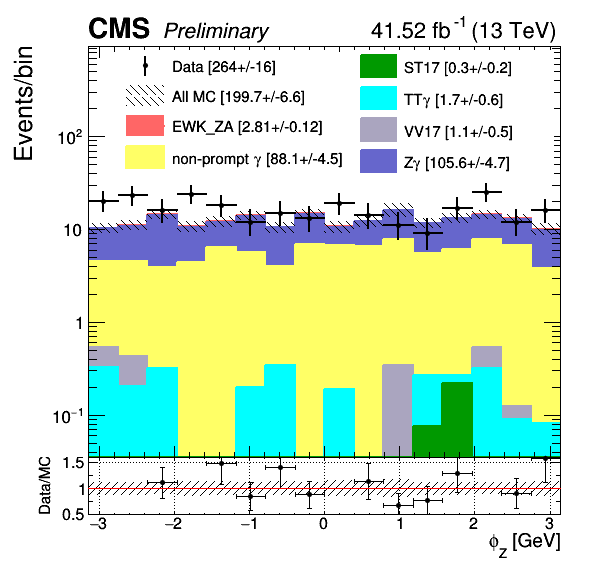 CMS Preliminary 41.52 fb⁻¹ (13 TeV)
Events/bin
Data [264+/-16]
All MC [199.7+/-6.6]
EWK_ZA [2.81+/-0.12]
non-prompt γ [88.1+/-4.5]
ST17 [0.3+/-0.2]
TTγ [1.7+/-0.6]
VV17 [1.1+/-0.5]
Zγ [105.6+/-4.7]
10²
10
1
10⁻¹
Data/MC
1.5
1
0.5
−3 −2 −1 0 1 2 3
ϕ_Z [GeV]